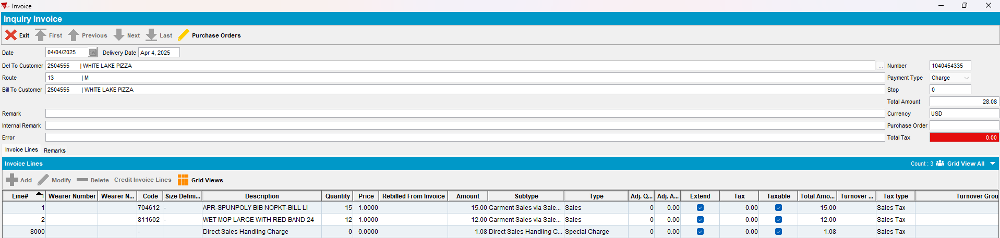 Invoice
Inquiry Invoice
Exit First Previous Next Last Purchase Orders
Date 04/04/2025 16 Delivery Date Apr 4, 2025
Del To Customer 2504555 | WHITE LAKE PIZZA ... Number 1040454335
Route 13 | M Payment Type Charge
Bill To Customer 2504555 | WHITE LAKE PIZZA Stop 0
Total Amount 28.08
Remark Currency USD
Internal Remark Purchase Order
Error Total Tax 0.00
Invoice Lines Remarks
Invoice Lines Count : 3 Grid View All
Add Modify Delete Credit Invoice Lines Grid Views
Line# 1 Wearer Number Wearer N... Code Size Defini... Description Quantity Price Rebilled From Invoice Amount Subtype Type Adj. Q... Adj. A... Extend Tax Taxable Total Amo... Turnover ... Tax type Turnover Grou
1 704612 - APR-SPUNPOLY BIB NOPKT-BILL LI 15 1.0000 15.00 Garment Sales via Sale... Sales 0 0.00 0.00 15.00 Sales Tax
2 811602 - WET MOP LARGE WITH RED BAND 24 12 1.0000 12.00 Garment Sales via Sale... Sales 0 0.00 0.00 12.00 Sales Tax
8000 - Direct Sales Handling Charge 0 0.0000 1.08 Direct Sales Handling C... Special Charge 0 0.00 0.00 1.08 Sales Tax